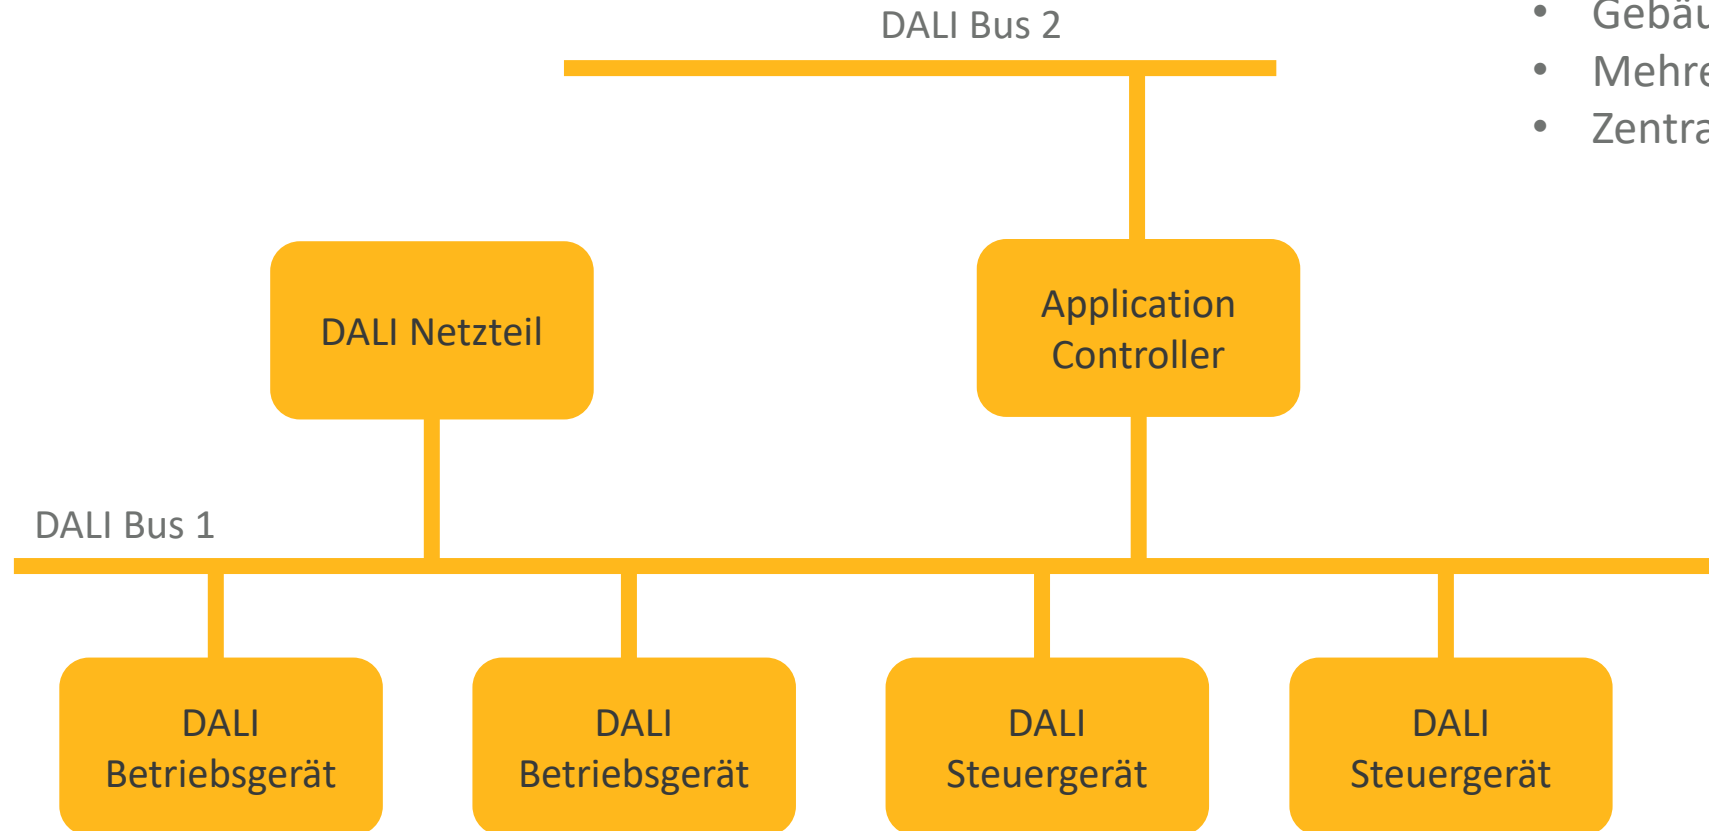 DALI Bus 2
•
•
•
DALI Netzteil
Application
Controller
DALI Bus 1
DALI
Betriebsgerät
DALI
Betriebsgerät
DALI
Steuergerät
DALI
Steuergerät